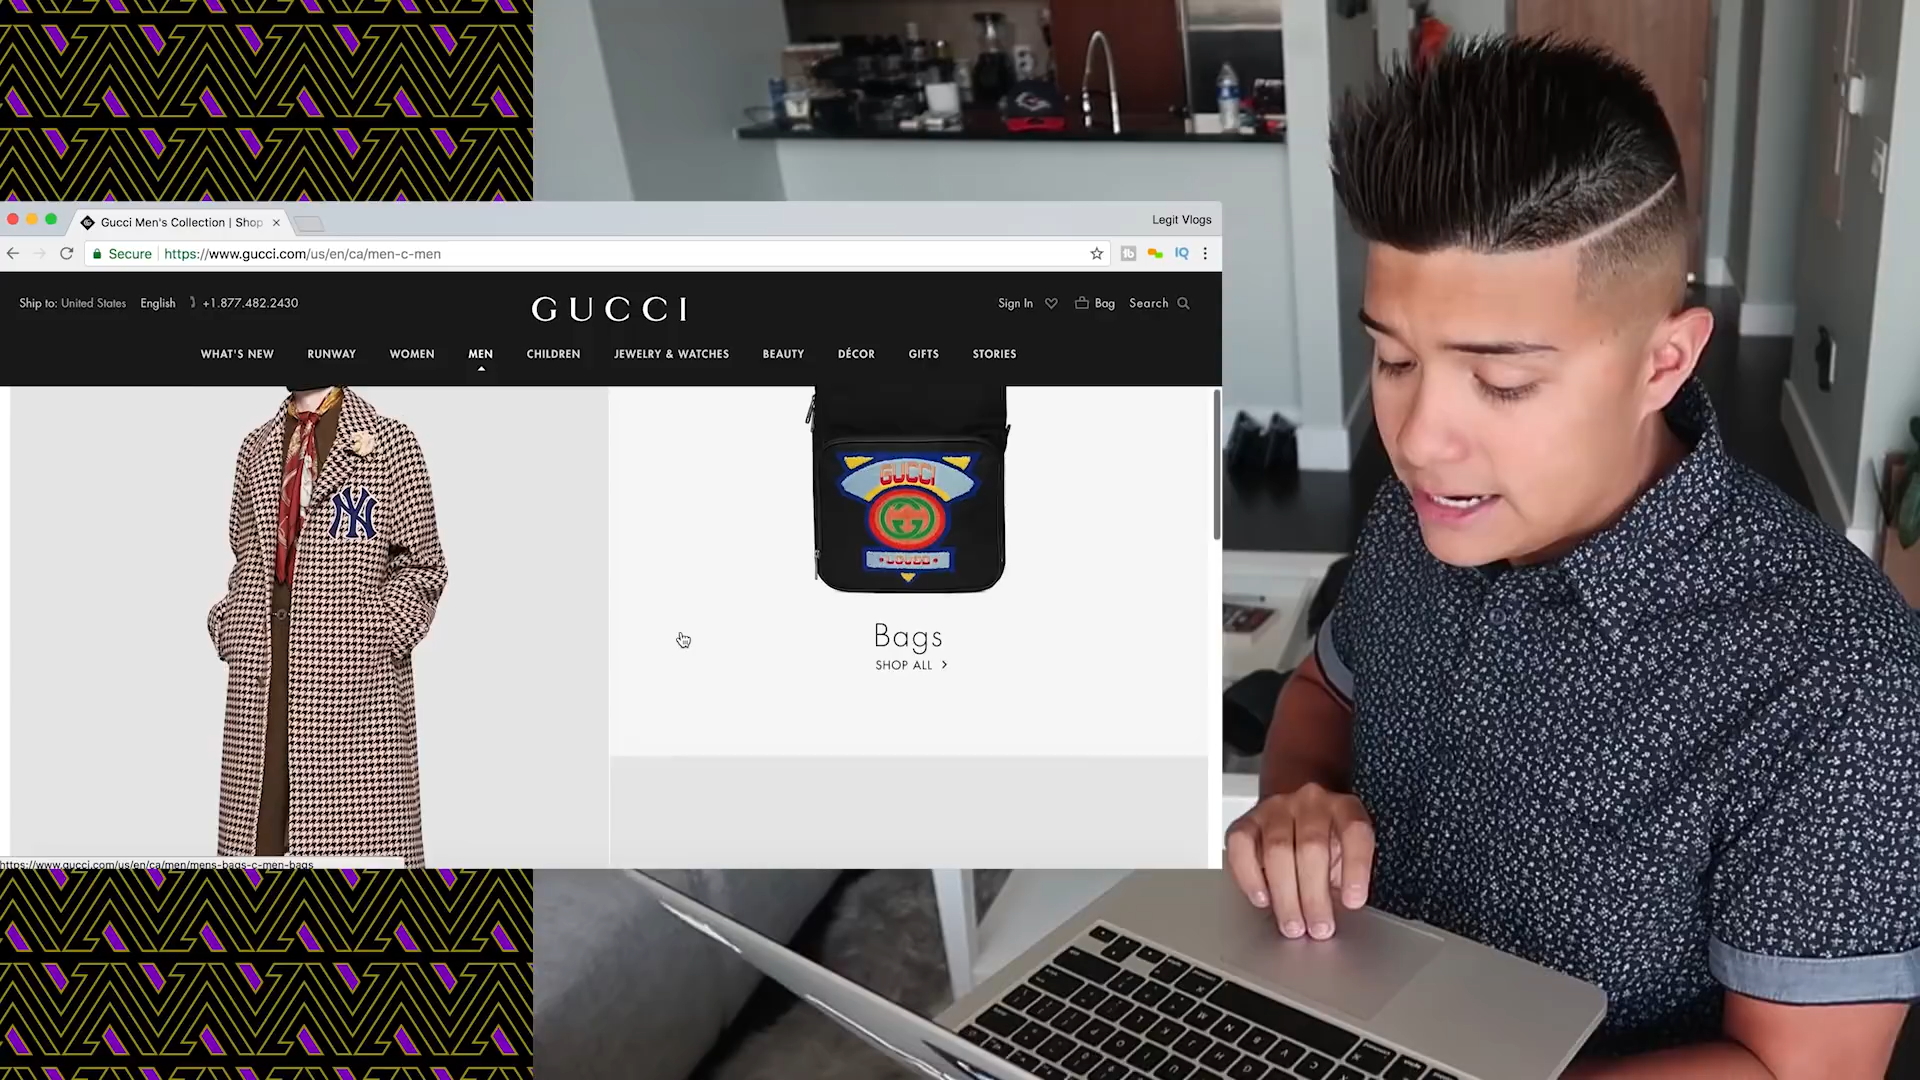 Gucci Men's Collection | Shop
Legit Vlogs
Secure
https://www.gucci.com/us/en/ca/men-c-men
IQ
Ship to: United States English +1.877.482.2430
GUCCI
Sign In Bag Search
WHAT'S NEW RUNWAY WOMEN MEN CHILDREN JEWELRY & WATCHES BEAUTY DÉCOR GIFTS STORIES
NY
GUCCI
Bags
SHOP ALL >
https://www.gucci.com/us/en/ca/men/mens-bags-c-men-bags